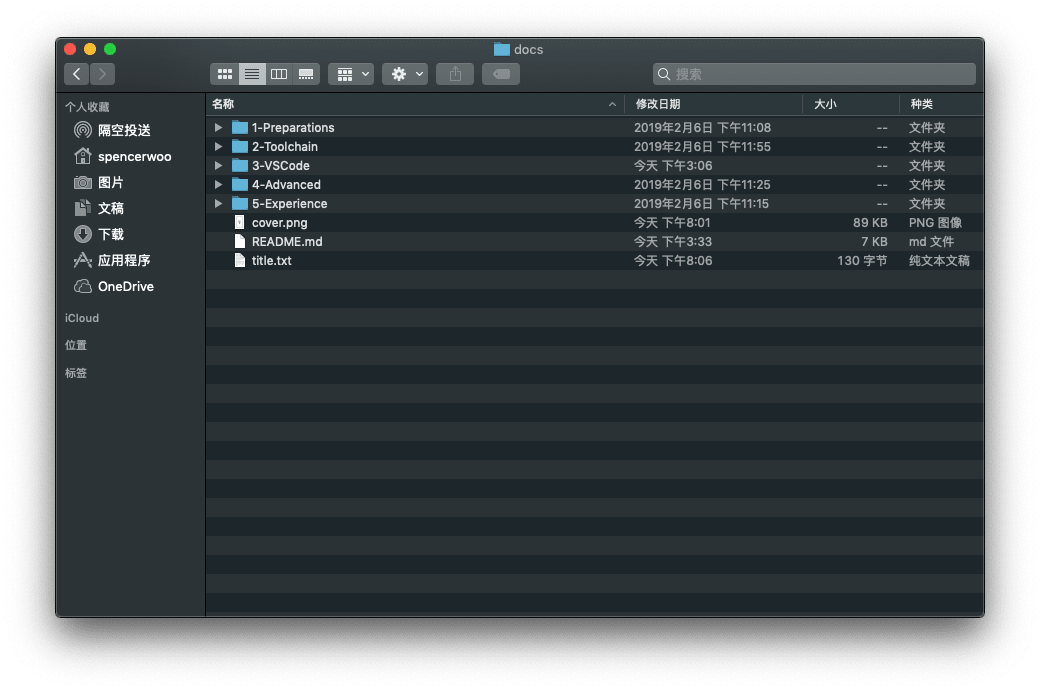 docs
搜索
个人收藏
隔空投送
spencerwoo
图片
文稿
下载
应用程序
OneDrive
iCloud
位置
标签
名称 修改日期 大小 种类
1-Preparations 2019年2月6日 下午11:08 -- 文件夹
2-Toolchain 2019年2月6日 下午11:55 -- 文件夹
3-VSCode 今天 下午3:06 -- 文件夹
4-Advanced 2019年2月6日 下午11:25 -- 文件夹
5-Experience 2019年2月6日 下午11:15 -- 文件夹
cover.png 今天 下午8:01 89 KB PNG 图像
README.md 今天 下午3:33 7 KB md 文件
title.txt 今天 下午8:06 130 字节 纯文本文稿